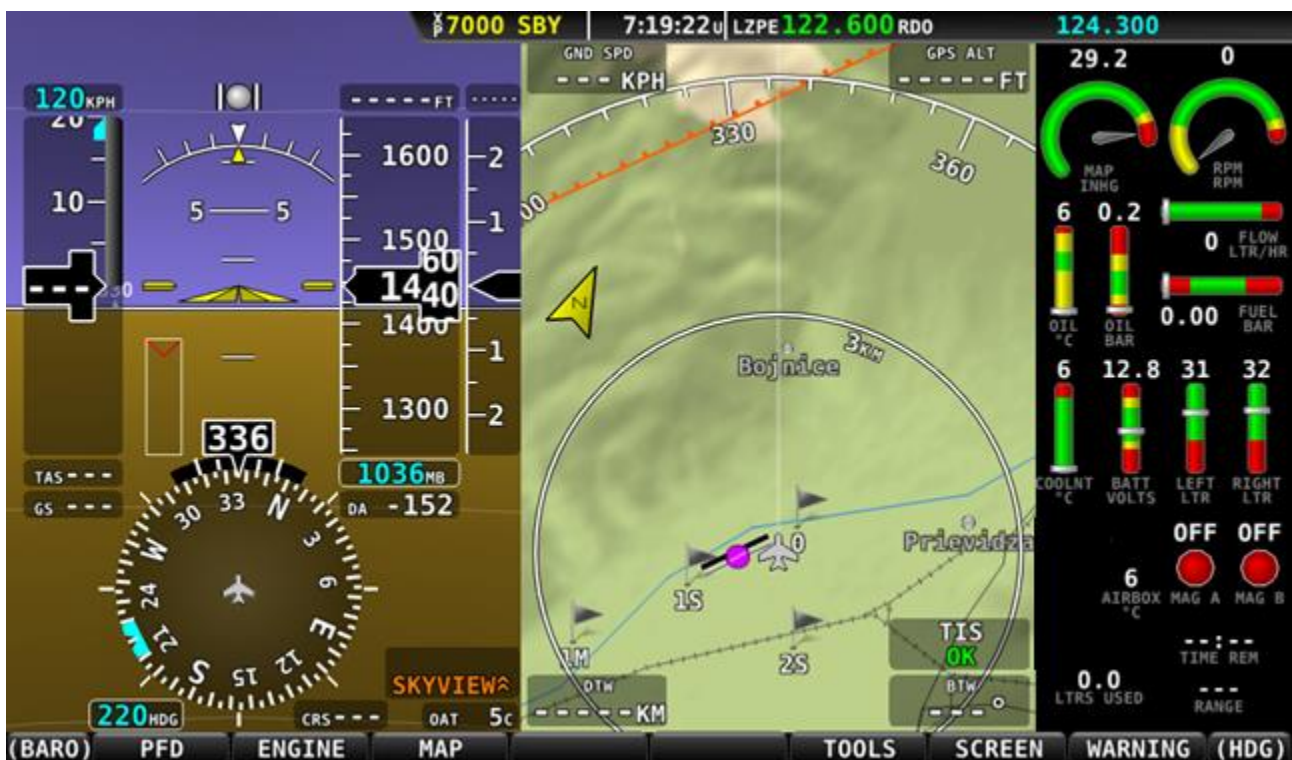 XP 7000 SBY 7:19:22U LZPE 122.600 RDO 124.300
120KPH
- - - - - FT
20
10
- - -
5 5
1600
1500
1400
1300
60
14
40
2
1
1
2
336
1036MB
TAS - - -
GS - - -
DA -152
33 N 3 6 E 12 15 S 21 24 W 30
SKYVIEW
220HDG
CRS - - -
OAT 5C
GND SPD
- - - KPH
GPS ALT
- - - - - FT
330
360
00
N
3KM
Bojnice
Prievidza
0
1S
1M
2S
TIS
OK
DTW
- - - - - KM
BTW
- - - °
29.2 0
MAP
INHG
RPM
RPM
6 0.2
0 FLOW
LTR/HR
0.00 FUEL
BAR
OIL
°C
OIL
BAR
6 12.8 31 32
COOLNT
°C
BATT
VOLTS
LEFT
LTR
RIGHT
LTR
OFF OFF
6
AIRBOX
°C
MAG A MAG B
--:--
TIME REM
0.0
LTRS USED
---
RANGE
(BARO) PFD ENGINE MAP TOOLS SCREEN WARNING (HDG)